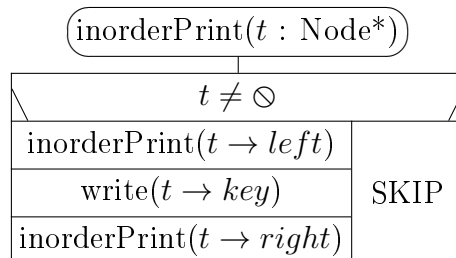 inorderPrint(t : Node*)
t ≠ ⦸
inorderPrint(t → left)
write(t → key)
SKIP
inorderPrint(t → right)